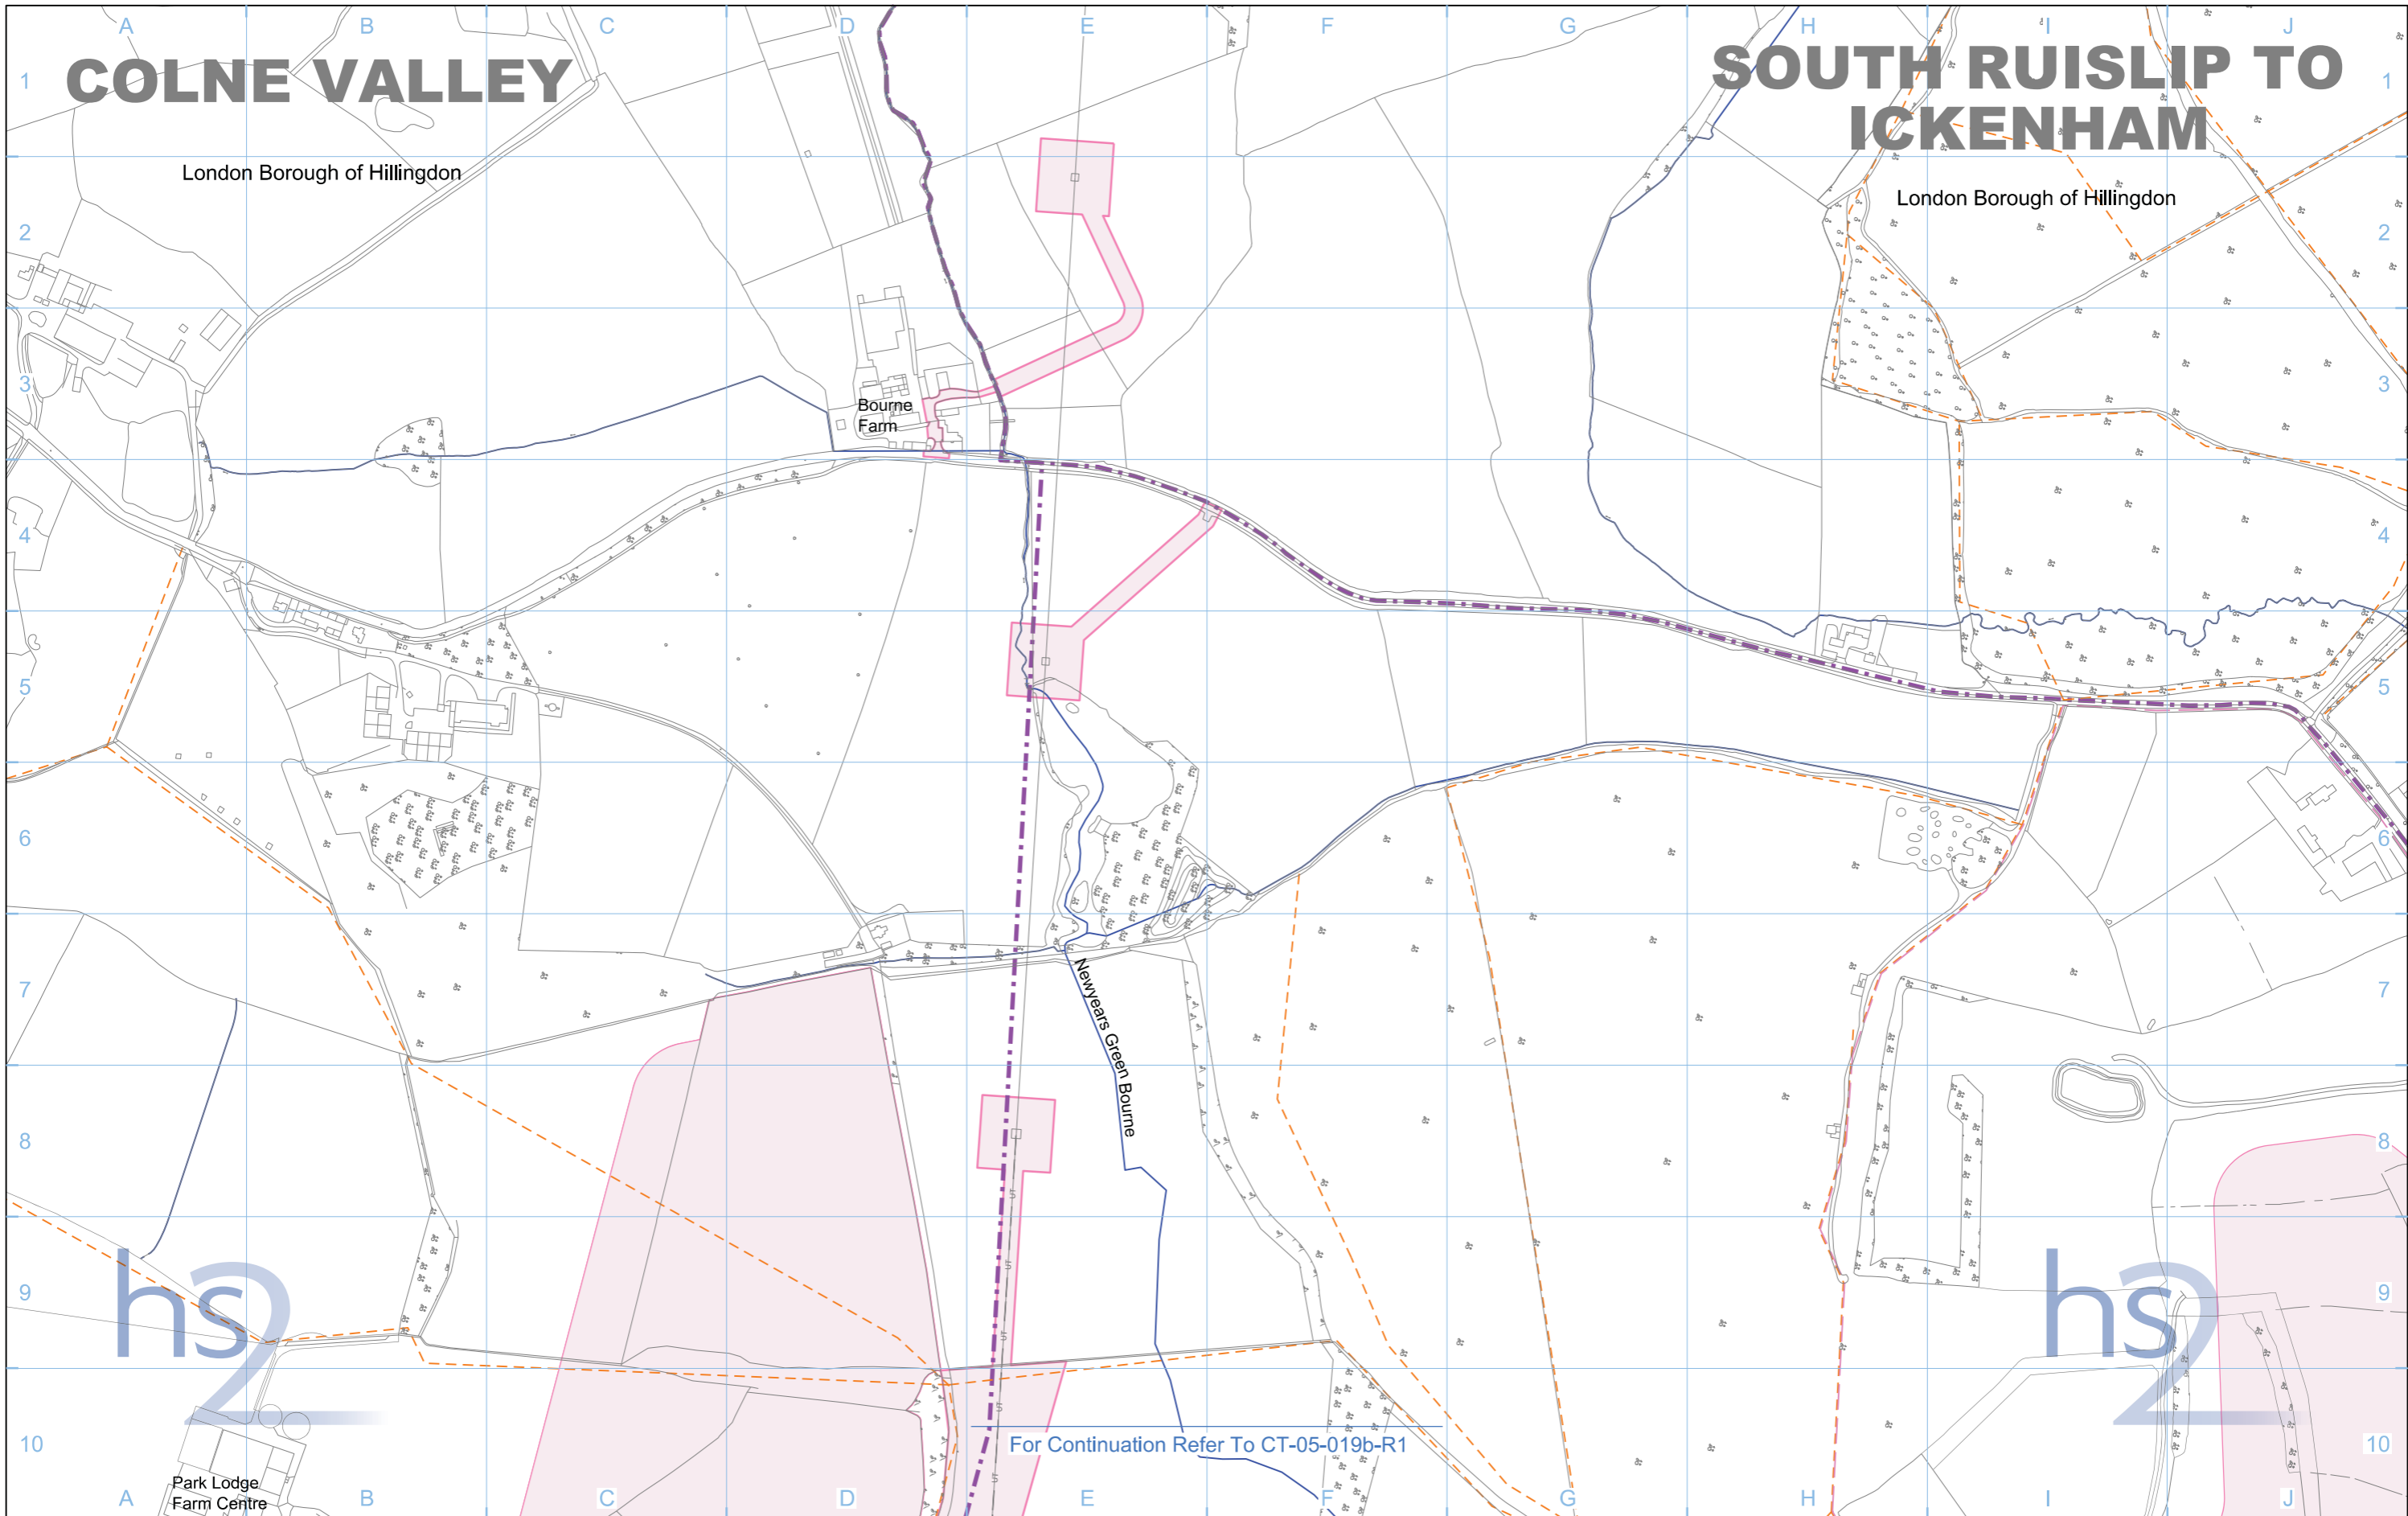 A B C D E F G H I J
1 1
COLNE VALLEY
SOUTH RUISLIP TO
ICKENHAM
London Borough of Hillingdon
London Borough of Hillingdon
2 2
3 3
Bourne
Farm
4 4
5 5
6 6
7 7
Newyears Green Bourne
8 8
9 9
hs2
hs2
For Continuation Refer To CT-05-019b-R1
10 10
Park Lodge
Farm Centre
A B C D E F G H I J